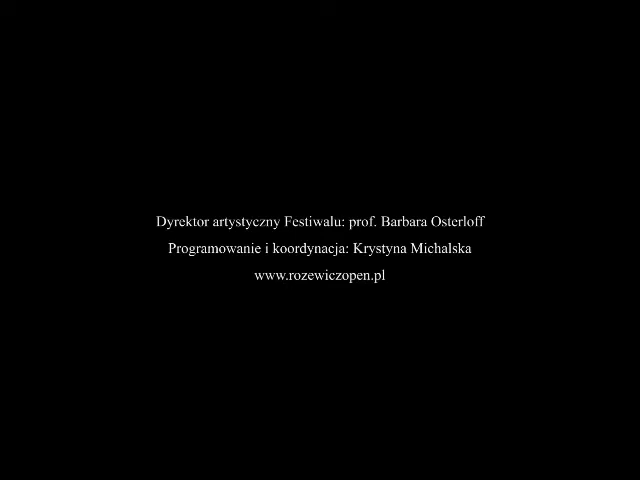 Dyrektor artystyczny Festiwalu: prof. Barbara Osterloff
Programowanie i koordynacja: Krystyna Michalska
www.rozewiczopen.pl